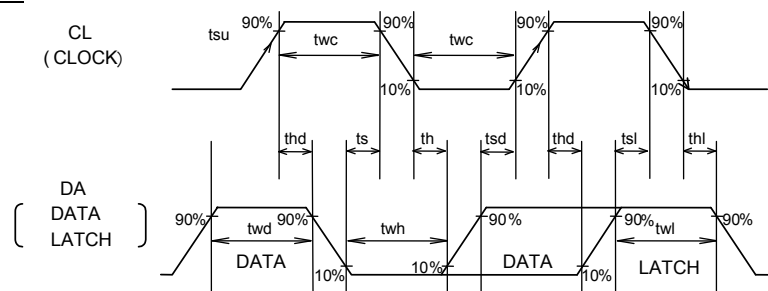 CL
(CLOCK)
tsu
90%
twc
90%
twc
90%
90%
10%
10%
10%
t
thd
ts
th
tsd
thd
tsl
thl
DA
DATA
LATCH
90%
twd
90%
twh
90%
90%
twl
90%
DATA
10%
10%
DATA
10%
LATCH